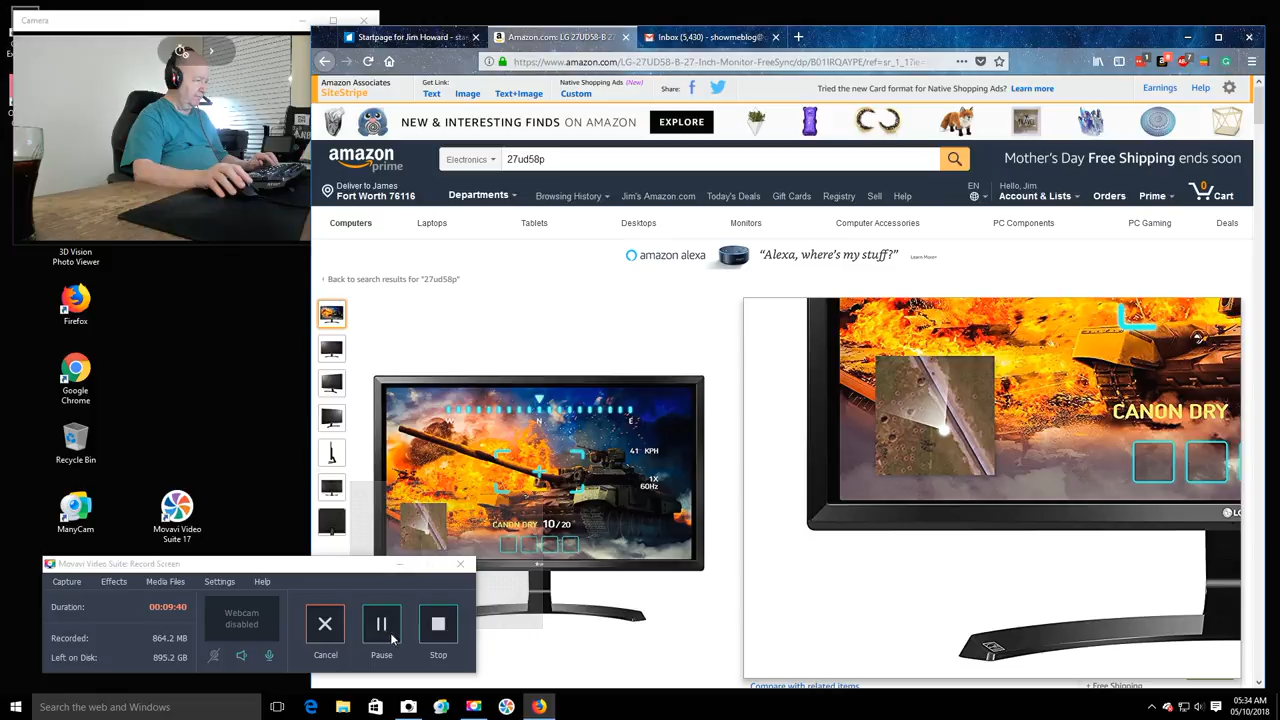 Camera
Startpage for Jim Howard - sta
Amazon.com: LG 27UD58-B 27
Inbox (5,430) - showmeblog@
https://www.amazon.com/LG-27UD58-B-27-Inch-Monitor-FreeSync/dp/B01IRQAYPE/ref=sr_1_1?ie=
Amazon Associates
SiteStripe
Get Link:
Text
Image
Text+Image
Native Shopping Ads (New)
Custom
Share:
Tried the new Card format for Native Shopping Ads? Learn more
Earnings
Help
NEW & INTERESTING FINDS ON AMAZON
EXPLORE
amazon
prime
Electronics
27ud58p
Mother's Day Free Shipping ends soon
Deliver to James
Fort Worth 76116
Departments
Browsing History
Jim's Amazon.com
Today's Deals
Gift Cards
Registry
Sell
Help
EN
Hello, Jim
Account & Lists
Orders
Prime
0
Cart
Computers
Laptops
Tablets
Desktops
Monitors
Computer Accessories
PC Components
PC Gaming
Deals
amazon alexa
“Alexa, where's my stuff?”
Learn More
‹ Back to search results for "27ud58p"
N
E
41 KPH
1X
60Hz
CANON DRY 10/20
LG
CANON DRY
Compare with related items
+ Free Shipping
3D Vision
Photo Viewer
Firefox
Google
Chrome
Recycle Bin
ManyCam
Movavi Video
Suite 17
Movavi Video Suite: Record Screen
Capture
Effects
Media Files
Settings
Help
Duration:
00:09:40
Recorded:
864.2 MB
Left on Disk:
895.2 GB
Webcam
disabled
Cancel
Pause
Stop
Search the web and Windows
05:34 AM
05/10/2018